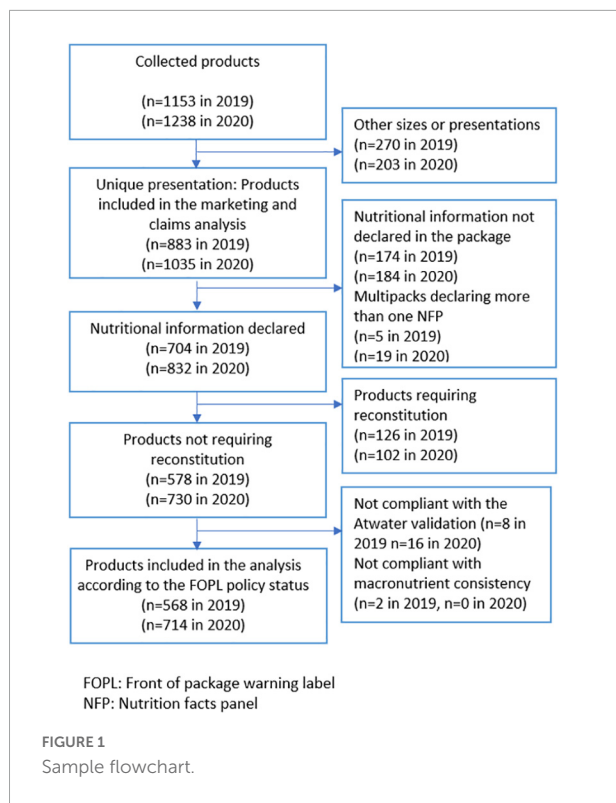 Collected products
(n=1153 in 2019)
(n=1238 in 2020)
Other sizes or presentations
(n=270 in 2019)
(n=203 in 2020)
Unique presentation: Products
included in the marketing and
claims analysis
(n=883 in 2019)
(n=1035 in 2020)
Nutritional information not
declared in the package
(n=174 in 2019)
(n=184 in 2020)
Multipacks declaring more
than one NFP
(n=5 in 2019)
(n=19 in 2020)
Nutritional information declared
(n=704 in 2019)
(n=832 in 2020)
Products requiring
reconstitution
(n=126 in 2019)
(n=102 in 2020)
Products not requiring
reconstitution
(n=578 in 2019)
(n=730 in 2020)
Not compliant with the
Atwater validation (n=8 in
2019 n=16 in 2020)
Not compliant with
macronutrient consistency
(n=2 in 2019, n=0 in 2020)
Products included in the analysis
according to the FOPL policy status
(n=568 in 2019)
(n=714 in 2020)
FOPL: Front of package warning label
NFP: Nutrition facts panel
FIGURE 1
Sample flowchart.